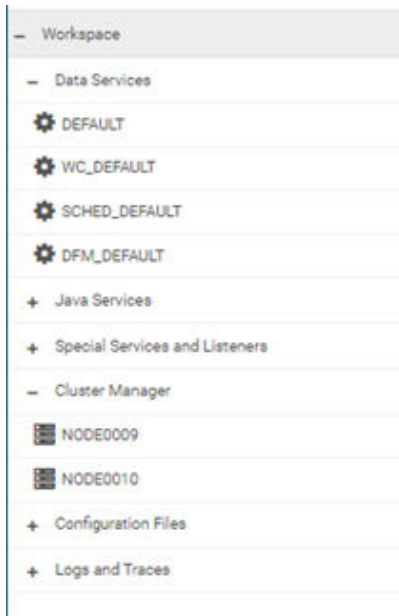 Workspace
Data Services
DEFAULT
WC_DEFAULT
SCHED_DEFAULT
DFM_DEFAULT
Java Services
Special Services and Listeners
Cluster Manager
NODE0009
NODE0010
Configuration Files
Logs and Traces